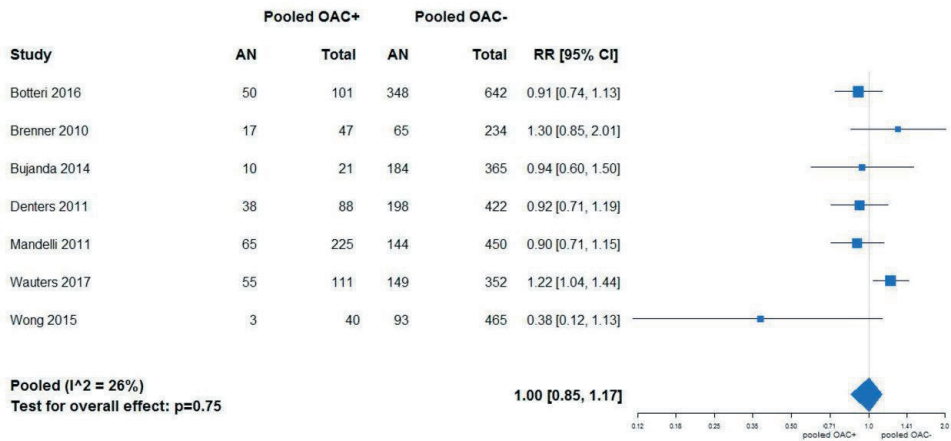 Pooled OAC+ Pooled OAC-
Study AN Total AN Total RR [95% CI]
Botteri 2016 50 101 348 642 0.91 [0.74, 1.13]
Brenner 2010 17 47 65 234 1.30 [0.85, 2.01]
Bujanda 2014 10 21 184 365 0.94 [0.60, 1.50]
Denters 2011 38 88 198 422 0.92 [0.71, 1.19]
Mandelli 2011 65 225 144 450 0.90 [0.71, 1.15]
Wauters 2017 55 111 149 352 1.22 [1.04, 1.44]
Wong 2015 3 40 93 465 0.38 [0.12, 1.13]
Pooled (I^2 = 26%)
1.00 [0.85, 1.17]
Test for overall effect: p=0.75
0.12 0.18 0.25 0.35 0.50 0.71 1.0 1.41 2.0
pooled OAC+ pooled OAC-